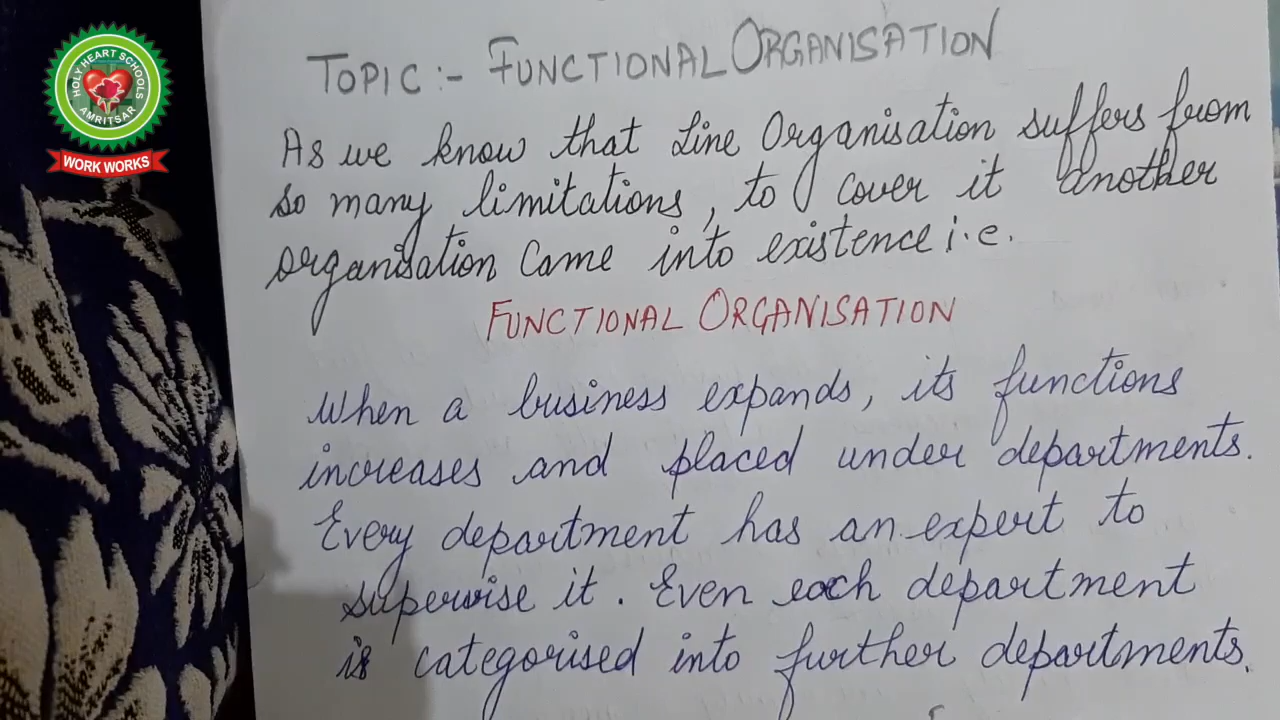 HOLY HEART SCHOOLS
AMRITSAR
WORK WORKS
TOPIC:- FUNCTIONAL ORGANISATION
As we know that Line Organisation suffers from
so many limitations, to cover it another
organisation came into existence i.e.
FUNCTIONAL ORGANISATION
When a business expands, its functions
increases and placed under departments.
Every department has an expert to
supervise it. Even each department
is categorised into further departments.